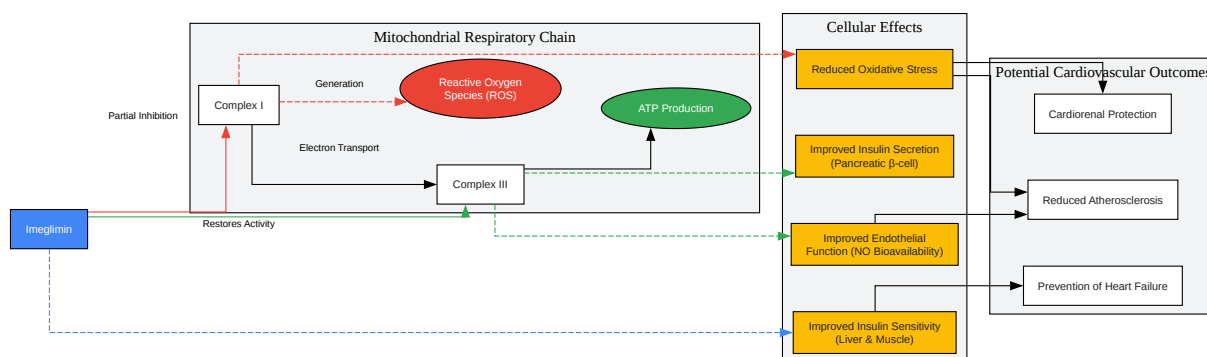 Mitochondrial Respiratory Chain
Cellular Effects
Potential Cardiovascular Outcomes
Complex I
Generation
Reactive Oxygen
Species (ROS)
ATP Production
Partial Inhibition
Electron Transport
Complex III
Imeglimin
Restores Activity
Reduced Oxidative Stress
Improved Insulin Secretion
(Pancreatic β-cell)
Improved Endothelial
Function (NO Bioavailability)
Improved Insulin Sensitivity
(Liver & Muscle)
Cardiorenal Protection
Reduced Atherosclerosis
Prevention of Heart Failure